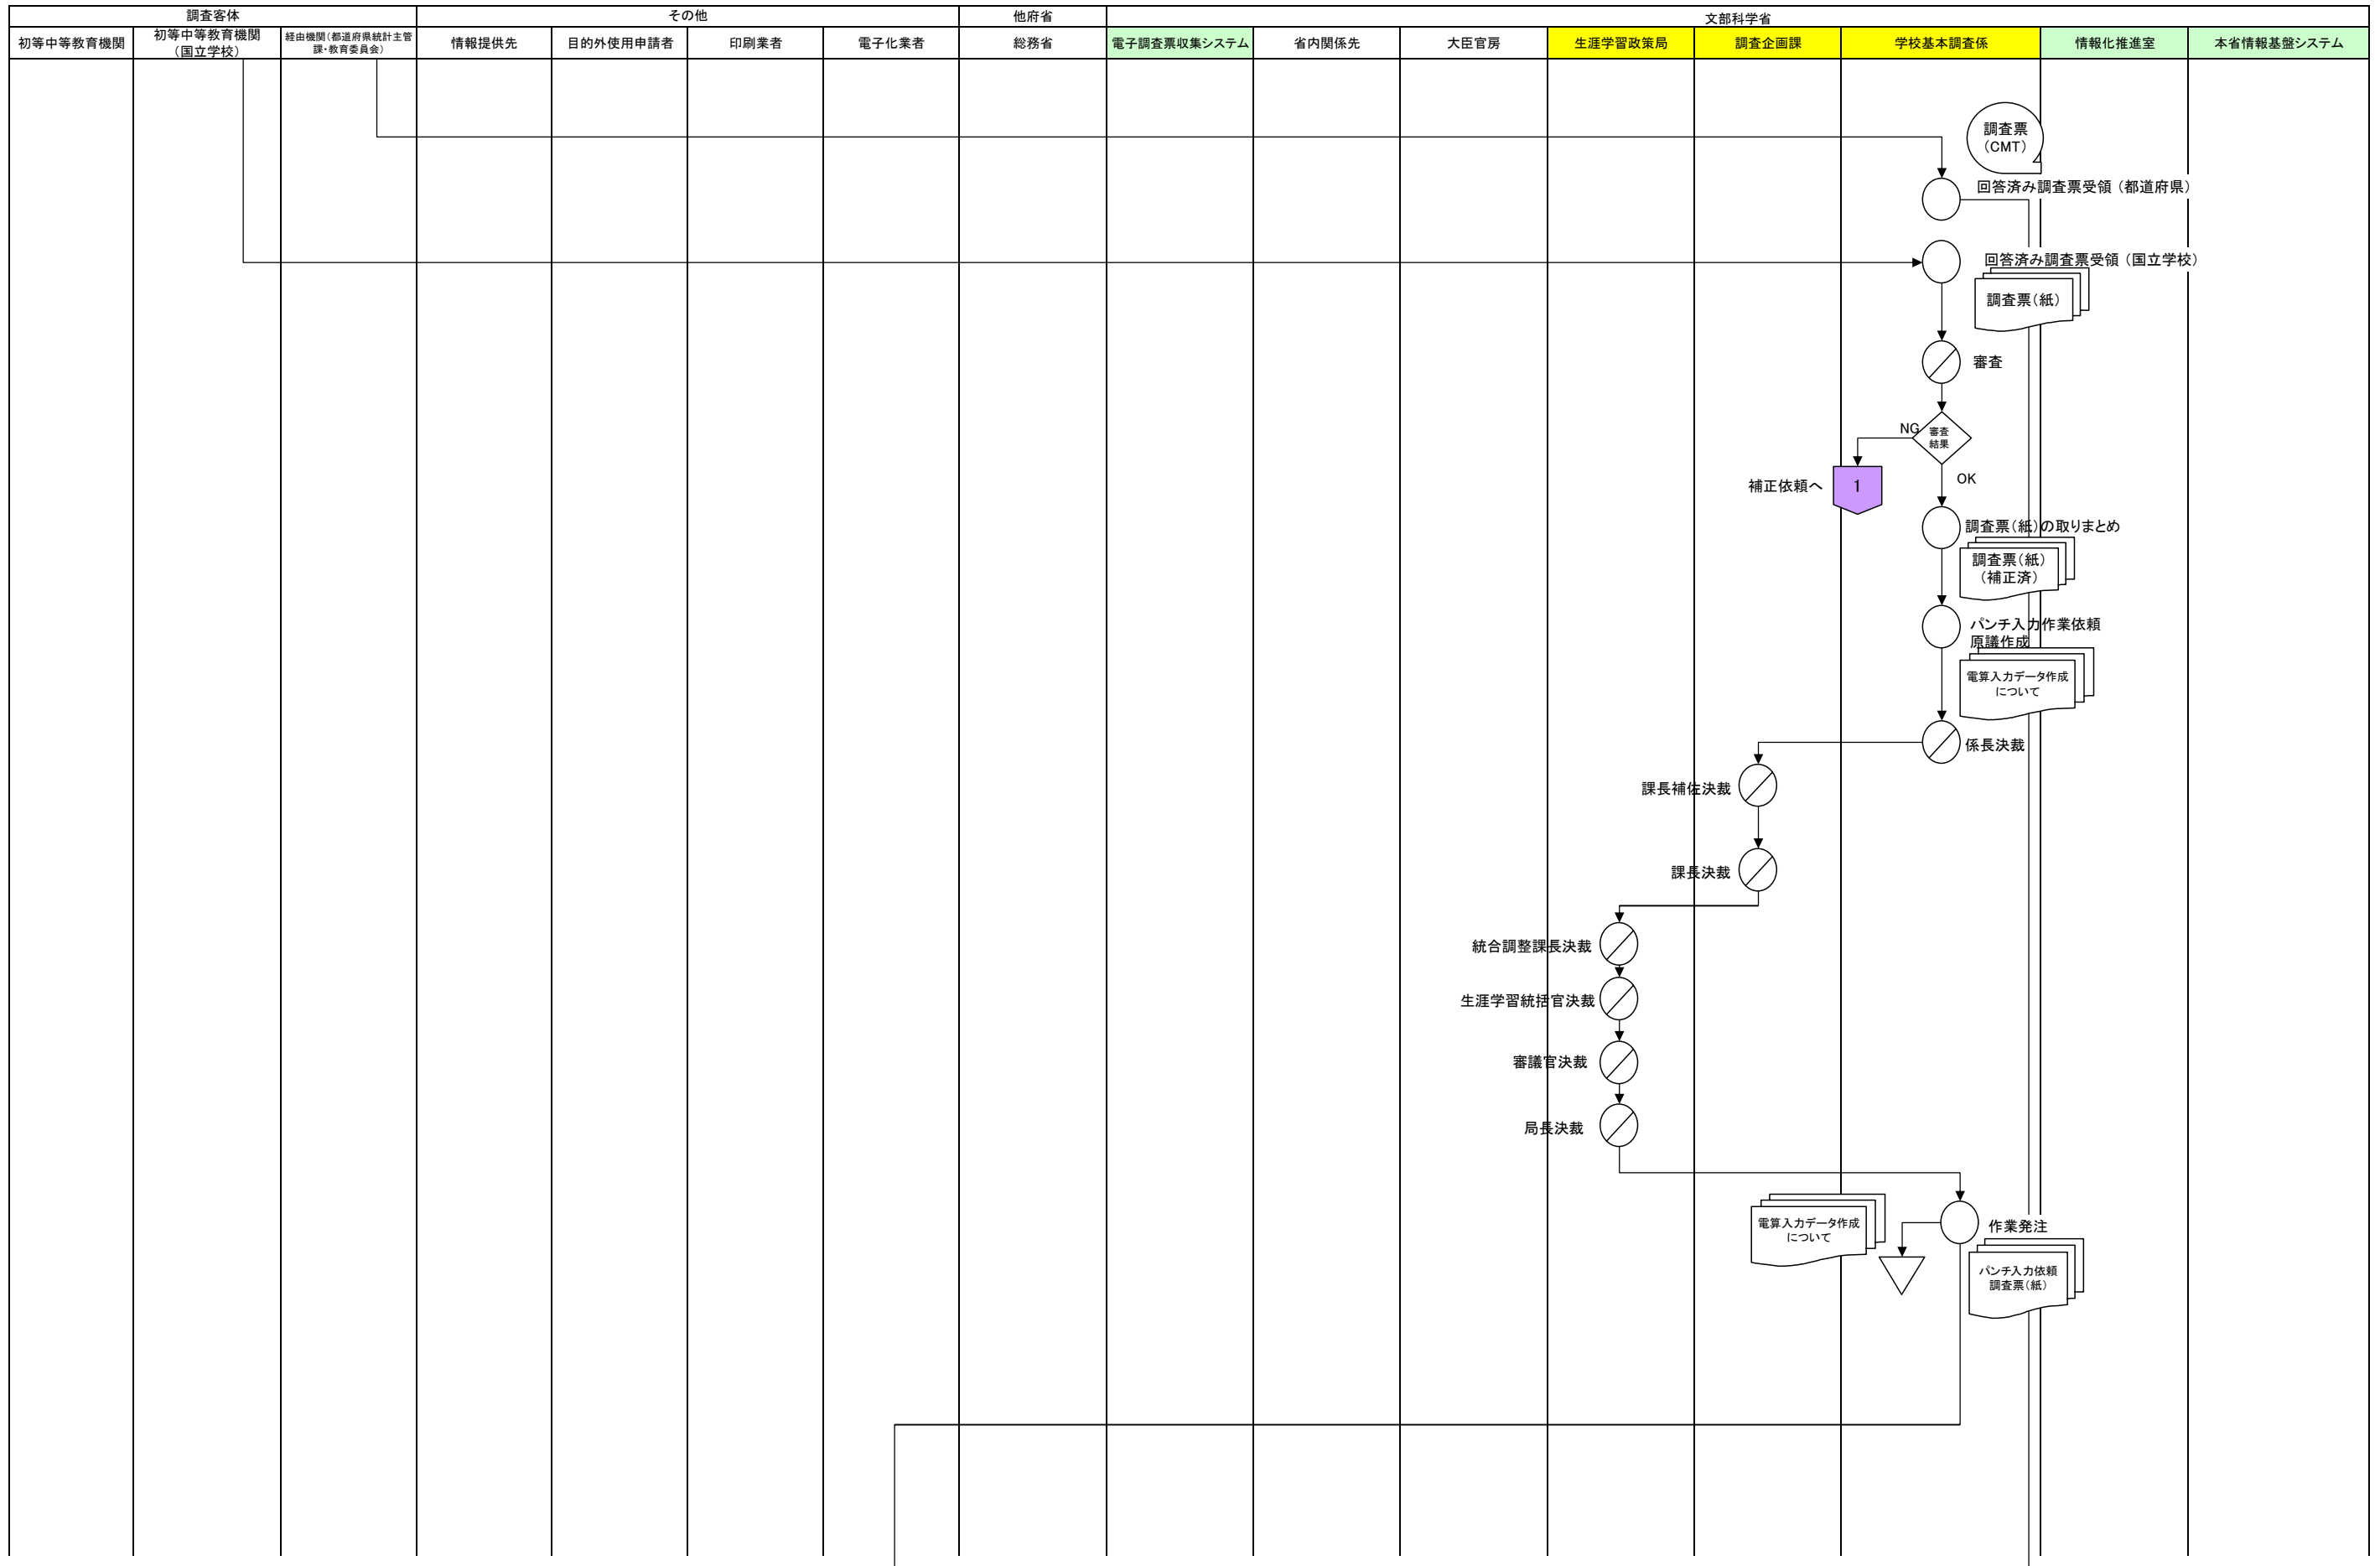 調査客体
その他
他府省
文部科学省
初等中等教育機関
初等中等教育機関
（国立学校）
経由機関（都道府県統計主管
課・教育委員会）
情報提供先
目的外使用申請者
印刷業者
電子化業者
総務省
電子調査票収集システム
省内関係先
大臣官房
生涯学習政策局
調査企画課
学校基本調査係
情報化推進室
本省情報基盤システム
調査票
（CMT）
回答済み調査票受領（都道府県）
回答済み調査票受領（国立学校）
調査票（紙）
審査
NG
審査
結果
補正依頼へ
1
OK
調査票（紙）の取りまとめ
調査票（紙）
（補正済）
パンチ入力作業依頼
原議作成
電算入力データ作成
について
係長決裁
課長補佐決裁
課長決裁
統合調整課長決裁
生涯学習統括官決裁
審議官決裁
局長決裁
電算入力データ作成
について
作業発注
パンチ入力依頼
調査票（紙）